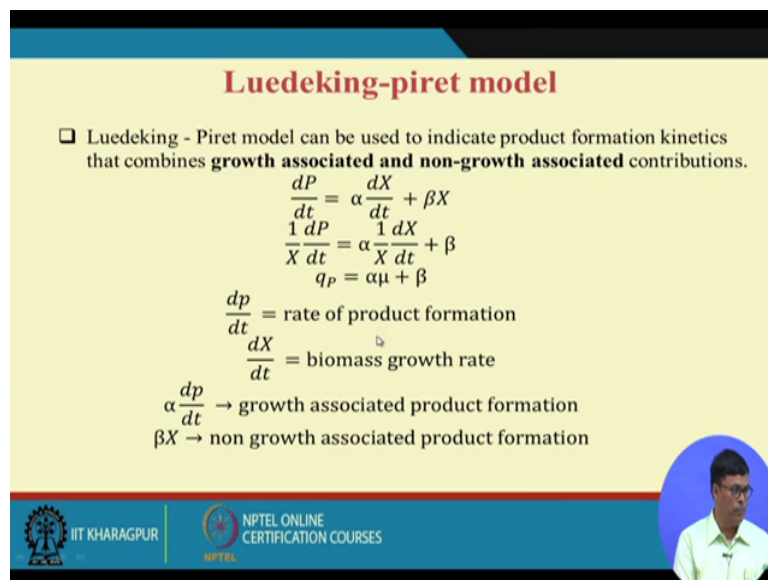 Luedeking-piret model
❑ Luedeking - Piret model can be used to indicate product formation kinetics
that combines growth associated and non-growth associated contributions.
dP/dt = α dX/dt + βX
1/X dP/dt = α 1/X dX/dt + β
qP = αμ + β
dp/dt = rate of product formation
dX/dt = biomass growth rate
α dp/dt → growth associated product formation
βX → non growth associated product formation
IIT KHARAGPUR
NPTEL
NPTEL ONLINE
CERTIFICATION COURSES